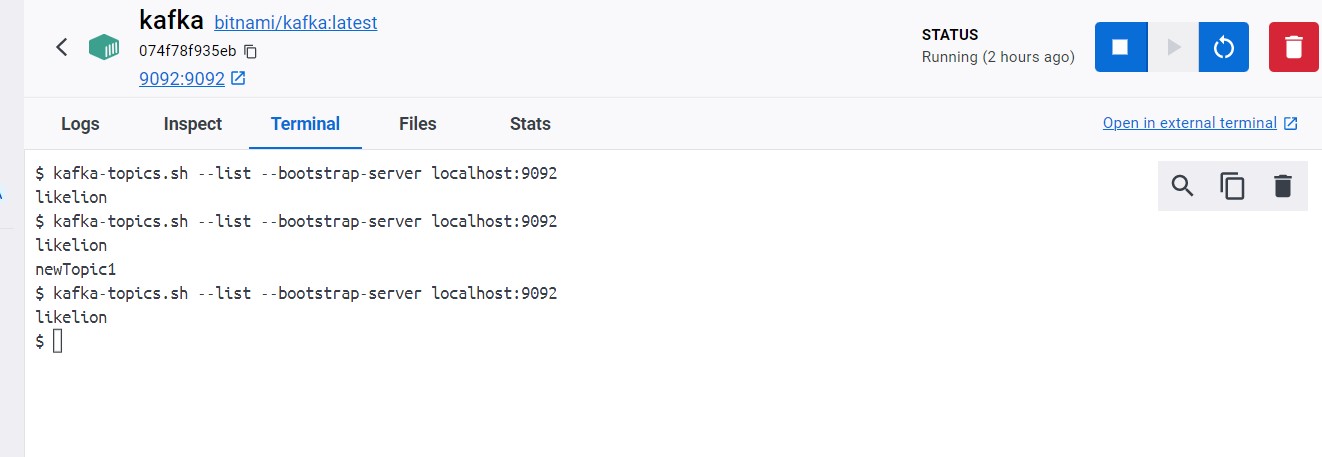 kafka bitnami/kafka:latest
074f78f935eb
9092:9092
STATUS
Running (2 hours ago)
Logs Inspect Terminal Files Stats
Open in external terminal
$ kafka-topics.sh --list --bootstrap-server localhost:9092
likelion
$ kafka-topics.sh --list --bootstrap-server localhost:9092
likelion
newTopic1
$ kafka-topics.sh --list --bootstrap-server localhost:9092
likelion
$